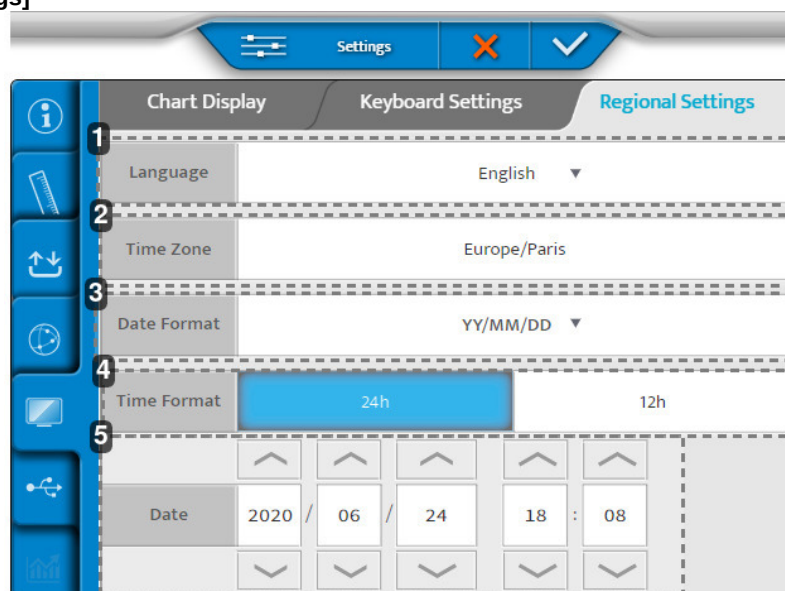 gs]
Settings
Chart Display Keyboard Settings Regional Settings
1
Language English
2
Time Zone Europe/Paris
3
Date Format YY/MM/DD
4
Time Format 24h 12h
5
Date 2020 / 06 / 24 18 : 08